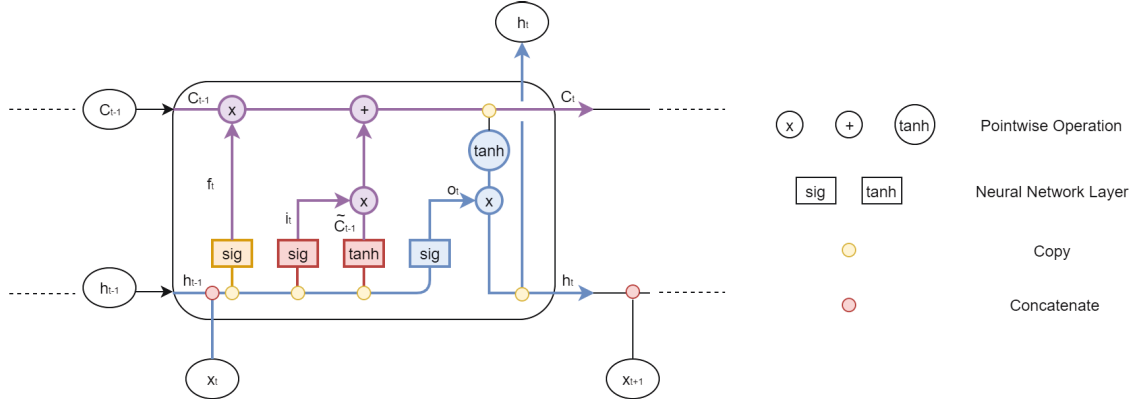 hₜ
Cₜ₋₁
Cₜ₋₁
x
+
Cₜ
x
+
tanh
Pointwise Operation
tanh
fₜ
iₜ
x
oₜ
x
sig
tanh
Neural Network Layer
C̃ₜ₋₁
sig
sig
tanh
sig
Copy
hₜ₋₁
hₜ₋₁
hₜ
Concatenate
xₜ
xₜ₊₁